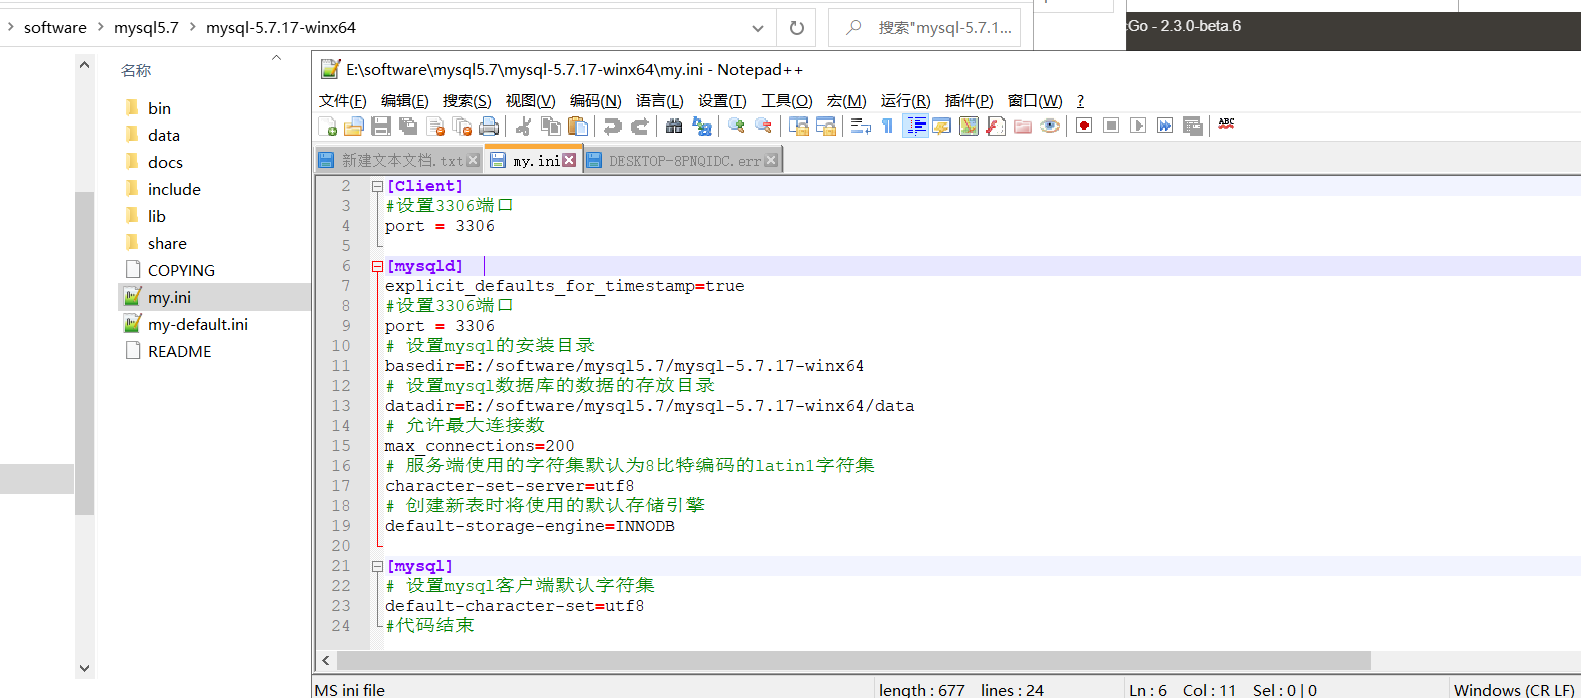 software > mysql5.7 > mysql-5.7.17-winx64
搜索"mysql-5.7.1...
Go - 2.3.0-beta.6
名称
bin
data
docs
include
lib
share
COPYING
my.ini
my-default.ini
README
E:\software\mysql5.7\mysql-5.7.17-winx64\my.ini - Notepad++
文件(F) 编辑(E) 搜索(S) 视图(V) 编码(N) 语言(L) 设置(T) 工具(O) 宏(M) 运行(R) 插件(P) 窗口(W) ?
ABC
新建文本文档.txt my.ini DESKTOP-8PNQIDC.err
2 [Client]
3 #设置3306端口
4 port = 3306
5
6 [mysqld]
7 explicit_defaults_for_timestamp=true
8 #设置3306端口
9 port = 3306
10 # 设置mysql的安装目录
11 basedir=E:/software/mysql5.7/mysql-5.7.17-winx64
12 # 设置mysql数据库的数据的存放目录
13 datadir=E:/software/mysql5.7/mysql-5.7.17-winx64/data
14 # 允许最大连接数
15 max_connections=200
16 # 服务端使用的字符集默认为8比特编码的latin1字符集
17 character-set-server=utf8
18 # 创建新表时将使用的默认存储引擎
19 default-storage-engine=INNODB
20
21 [mysql]
22 # 设置mysql客户端默认字符集
23 default-character-set=utf8
24 #代码结束
MS ini file length : 677 lines : 24 Ln : 6 Col : 11 Sel : 0 | 0 Windows (CR LF)